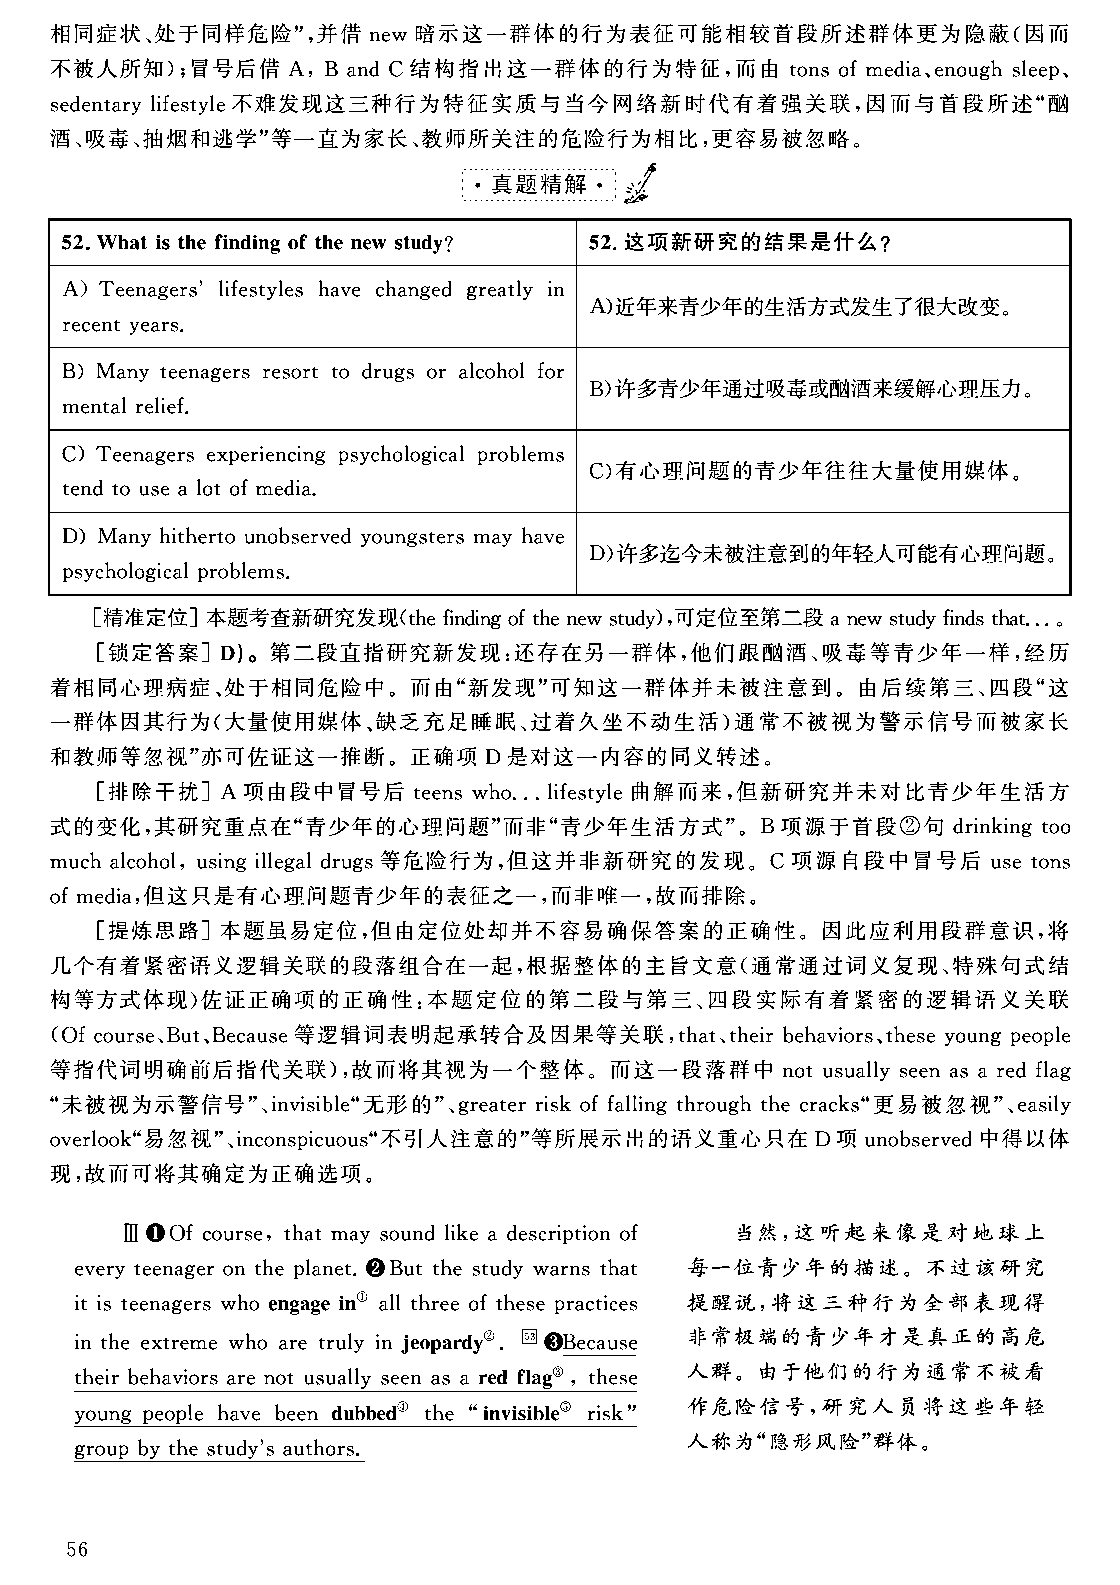 相同症状、处于同样危险”,并借 new 暗示这一群体的行为表征可能相较首段所述群体更为隐蔽(因而
不被人所知);冒号后借 A, B and C 结构指出这一群体的行为特征,而由 tons of media、enough sleep、
sedentary lifestyle 不难发现这三种行为特征实质与当今网络新时代有着强关联,因而与首段所述“酗
酒、吸毒、抽烟和逃学”等一直为家长、教师所关注的危险行为相比,更容易被忽略。
· 真题精解 ·
52. What is the finding of the new study?
52. 这项新研究的结果是什么?
A) Teenagers' lifestyles have changed greatly in
recent years.
A)近年来青少年的生活方式发生了很大改变。
B) Many teenagers resort to drugs or alcohol for
mental relief.
B)许多青少年通过吸毒或酗酒来缓解心理压力。
C) Teenagers experiencing psychological problems
tend to use a lot of media.
C)有心理问题的青少年往往大量使用媒体。
D) Many hitherto unobserved youngsters may have
psychological problems.
D)许多迄今未被注意到的年轻人可能有心理问题。
[精准定位] 本题考查新研究发现(the finding of the new study),可定位至第二段 a new study finds that...。
[锁定答案] D)。第二段直指研究新发现:还存在另一群体,他们跟酗酒、吸毒等青少年一样,经历
着相同心理病症、处于相同危险中。而由“新发现”可知这一群体并未被注意到。由后续第三、四段“这
一群体因其行为(大量使用媒体、缺乏充足睡眠、过着久坐不动生活)通常不被视为警示信号而被家长
和教师等忽视”亦可佐证这一推断。正确项 D 是对这一内容的同义转述。
[排除干扰] A 项由段中冒号后 teens who... lifestyle 曲解而来,但新研究并未对比青少年生活方
式的变化,其研究重点在“青少年的心理问题”而非“青少年生活方式”。B 项源于首段②句 drinking too
much alcohol, using illegal drugs 等危险行为,但这并非新研究的发现。C 项源自段中冒号后 use tons
of media,但这只是有心理问题青少年的表征之一,而非唯一,故而排除。
[提炼思路] 本题虽易定位,但由定位处却并不容易确保答案的正确性。因此应利用段群意识,将
几个有着紧密语义逻辑关联的段落组合在一起,根据整体的主旨文意(通常通过词义复现、特殊句式结
构等方式体现)佐证正确项的正确性:本题定位的第二段与第三、四段实际有着紧密的逻辑语义关联
(Of course、But、Because 等逻辑词表明起承转合及因果等关联,that、their behaviors、these young people
等指代词明确前后指代关联),故而将其视为一个整体。而这一段落群中 not usually seen as a red flag
“未被视为示警信号”、invisible“无形的”、greater risk of falling through the cracks“更易被忽视”、easily
overlook“易忽视”、inconspicuous“不引人注意的”等所展示出的语义重心只在 D 项 unobserved 中得以体
现,故而可将其确定为正确选项。
Ⅲ ❶Of course, that may sound like a description of
every teenager on the planet. ❷But the study warns that
it is teenagers who engage in① all three of these practices
in the extreme who are truly in jeopardy②. 53 ❸Because
their behaviors are not usually seen as a red flag③, these
young people have been dubbed④ the “invisible⑤ risk”
group by the study's authors.
当然,这听起来像是对地球上
每一位青少年的描述。不过该研究
提醒说,将这三种行为全部表现得
非常极端的青少年才是真正的高危
人群。由于他们的行为通常不被看
作危险信号,研究人员将这些年轻
人称为“隐形风险”群体。
56